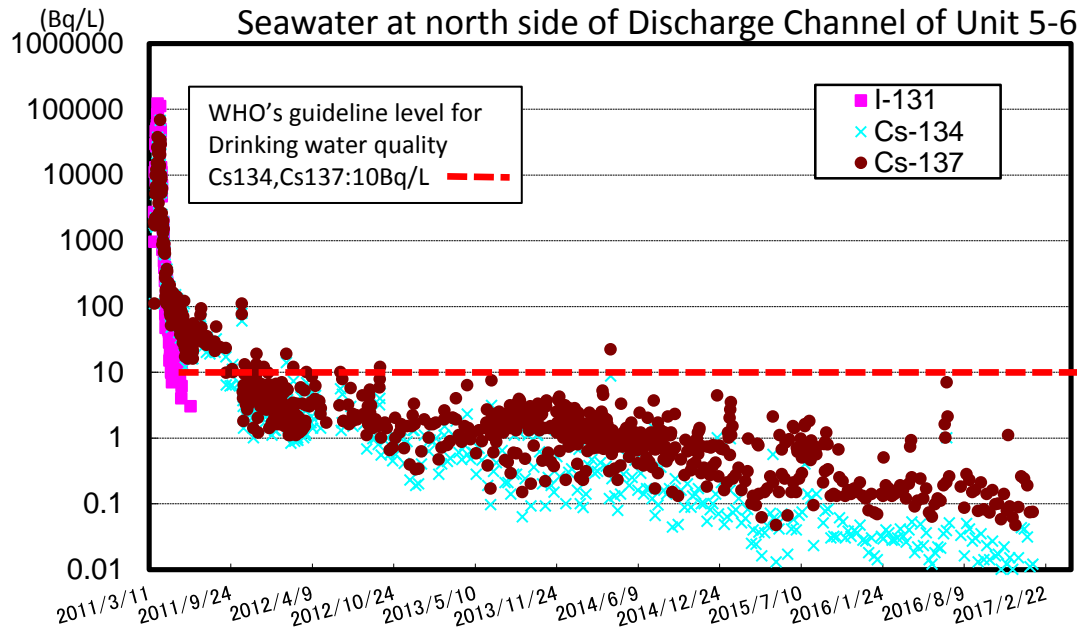 (Bq/L)
Seawater at north side of Discharge Channel of Unit 5-6
1000000
100000
10000
1000
100
10
1
0.1
0.01
WHO's guideline level for
Drinking water quality
Cs134,Cs137:10Bq/L
I-131
Cs-134
Cs-137
2011/3/11
2011/9/24
2012/4/9
2012/10/24
2013/5/10
2013/11/24
2014/6/9
2014/12/24
2015/7/10
2016/1/24
2016/8/9
2017/2/22